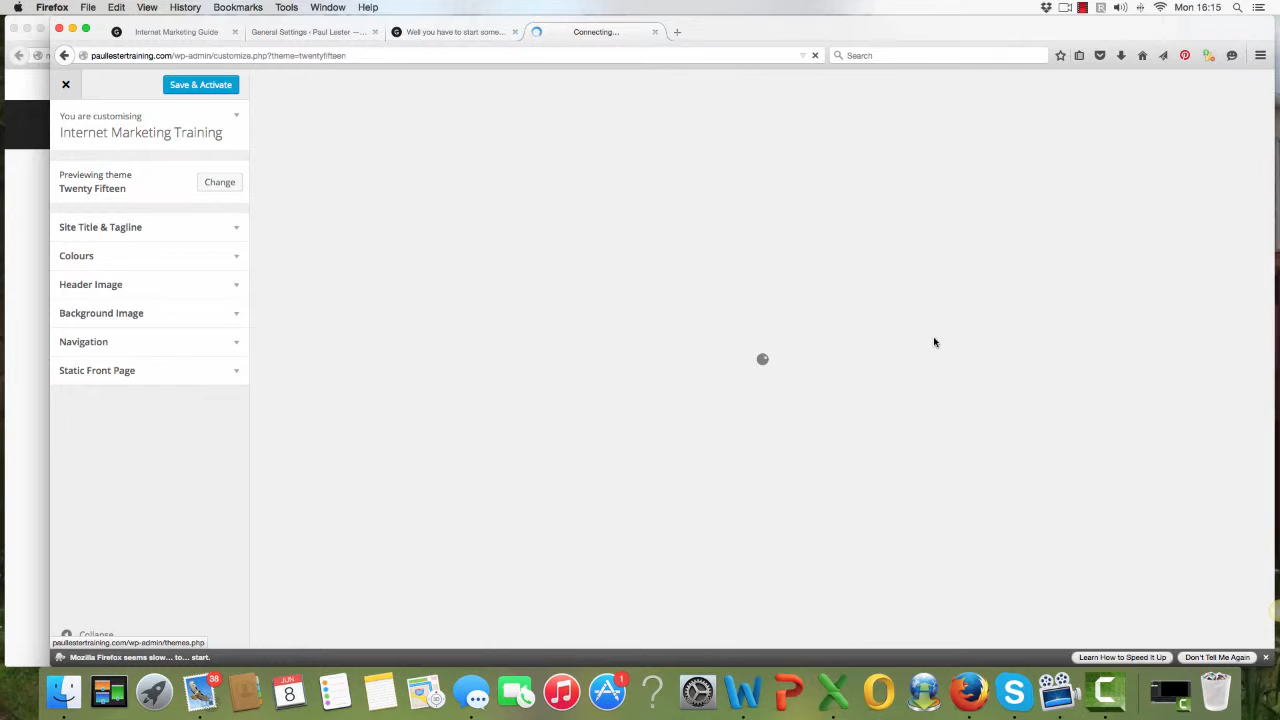 Firefox File Edit View History Bookmarks Tools Window Help Mon 16:15
Internet Marketing Guide General Settings - Paul Lester —... Well you have to start some... Connecting...
paullestertraining.com/wp-admin/customize.php?theme=twentyfifteen Search
Save & Activate
You are customising
Internet Marketing Training
Previewing theme
Twenty Fifteen
Change
Site Title & Tagline
Colours
Header Image
Background Image
Navigation
Static Front Page
Collapse
paullestertraining.com/wp-admin/themes.php
Mozilla Firefox seems slow... to... start. Learn How to Speed It Up Don't Tell Me Again
38
JUN
8
1